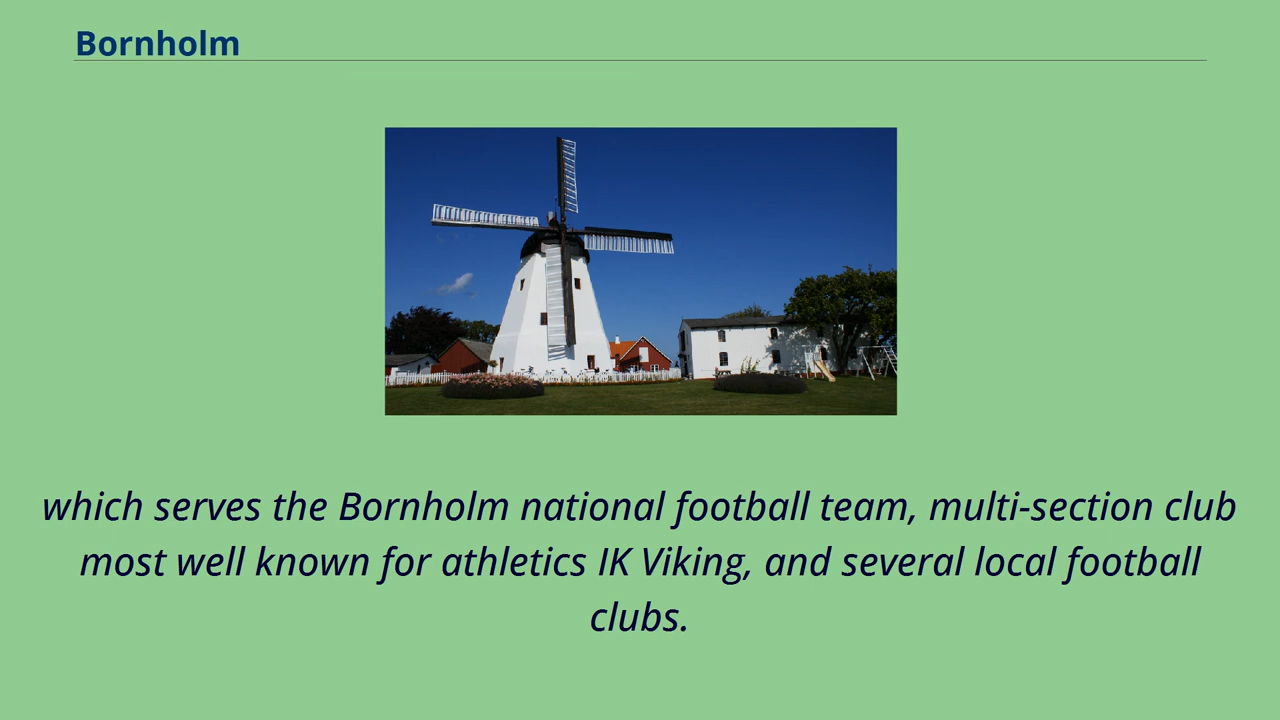 Bornholm
which serves the Bornholm national football team, multi-section club
most well known for athletics IK Viking, and several local football
clubs.